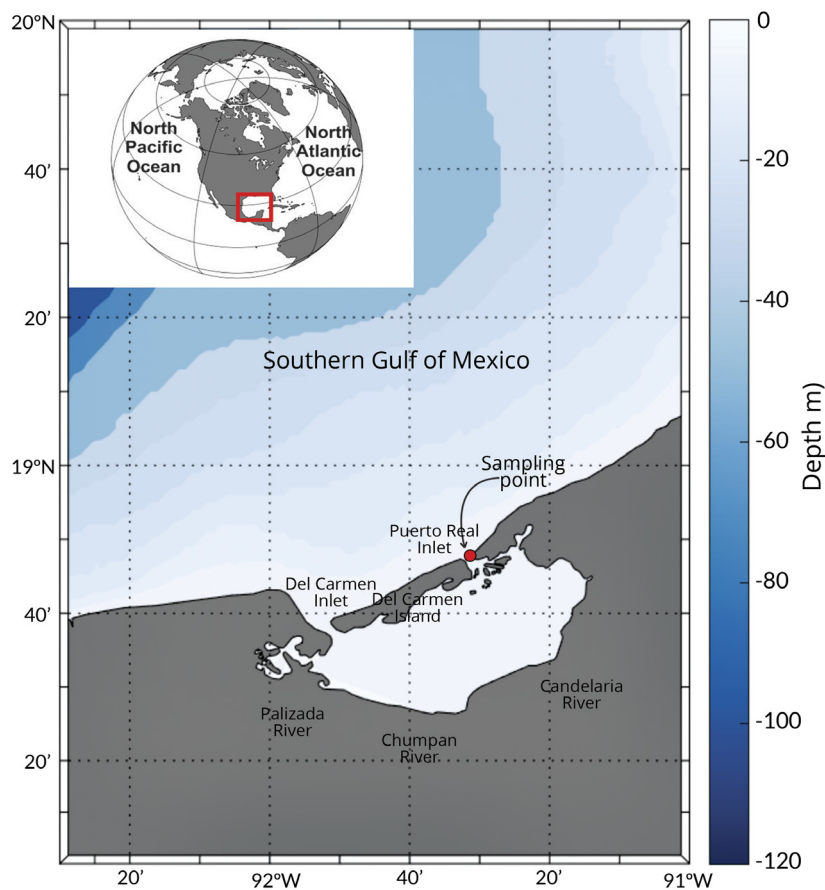 20°N
40’
20’
19°N
40’
20’
20’
92°W
40’
20’
91°W
North
Pacific
Ocean
North
Atlantic
Ocean
Southern Gulf of Mexico
Sampling
point
Puerto Real
Inlet
Del Carmen
Inlet
Del Carmen
Island
Palizada
River
Chumpan
River
Candelaria
River
0
-20
-40
-60
-80
-100
-120
Depth m)